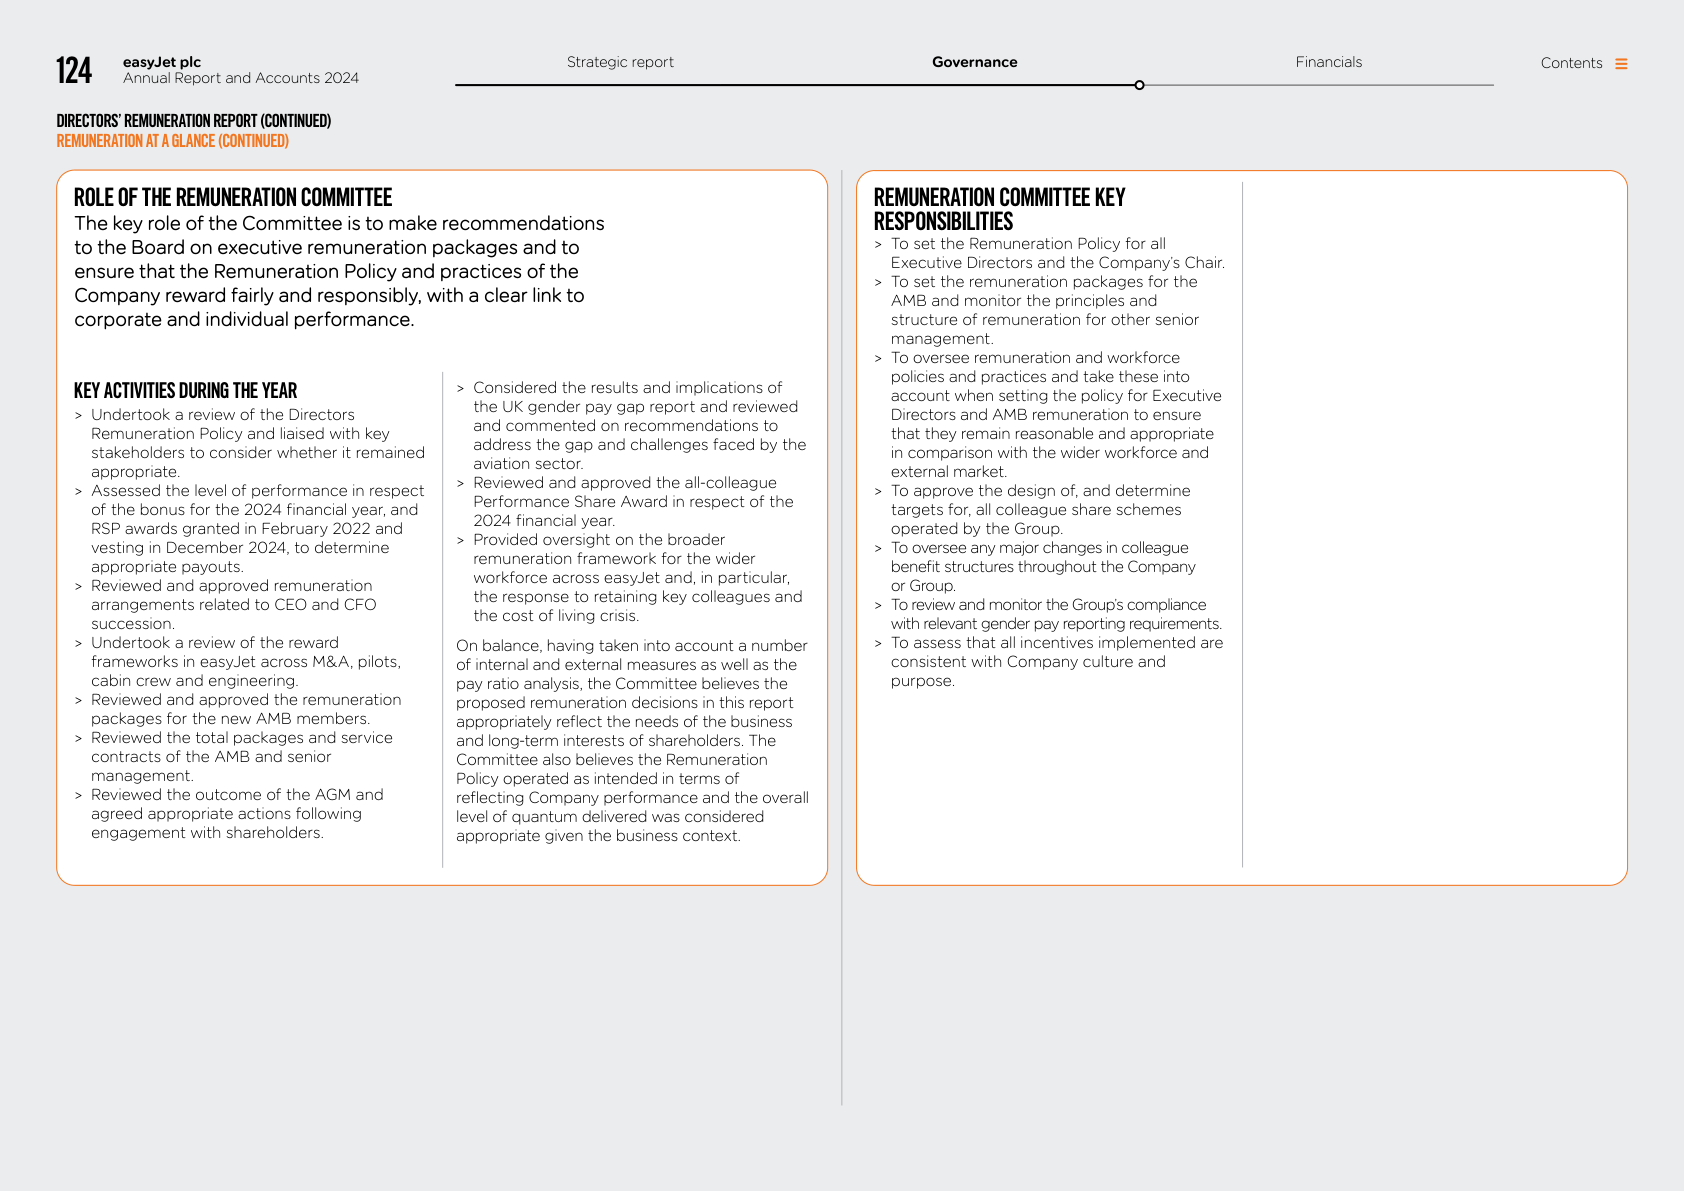 124
easyJet plc
Annual Report and Accounts 2024
Strategic report
Governance
Financials
Contents
DIRECTORS’ REMUNERATION REPORT (CONTINUED)
REMUNERATION AT A GLANCE (CONTINUED)
ROLE OF THE REMUNERATION COMMITTEE
The key role of the Committee is to make recommendations
to the Board on executive remuneration packages and to
ensure that the Remuneration Policy and practices of the
Company reward fairly and responsibly, with a clear link to
corporate and individual performance.
KEY ACTIVITIES DURING THE YEAR
> Undertook a review of the Directors
Remuneration Policy and liaised with key
stakeholders to consider whether it remained
appropriate.
> Assessed the level of performance in respect
of the bonus for the 2024 financial year, and
RSP awards granted in February 2022 and
vesting in December 2024, to determine
appropriate payouts.
> Reviewed and approved remuneration
arrangements related to CEO and CFO
succession.
> Undertook a review of the reward
frameworks in easyJet across M&A, pilots,
cabin crew and engineering.
> Reviewed and approved the remuneration
packages for the new AMB members.
> Reviewed the total packages and service
contracts of the AMB and senior
management.
> Reviewed the outcome of the AGM and
agreed appropriate actions following
engagement with shareholders.
> Considered the results and implications of
the UK gender pay gap report and reviewed
and commented on recommendations to
address the gap and challenges faced by the
aviation sector.
> Reviewed and approved the all-colleague
Performance Share Award in respect of the
2024 financial year.
> Provided oversight on the broader
remuneration framework for the wider
workforce across easyJet and, in particular,
the response to retaining key colleagues and
the cost of living crisis.
On balance, having taken into account a number
of internal and external measures as well as the
pay ratio analysis, the Committee believes the
proposed remuneration decisions in this report
appropriately reflect the needs of the business
and long-term interests of shareholders. The
Committee also believes the Remuneration
Policy operated as intended in terms of
reflecting Company performance and the overall
level of quantum delivered was considered
appropriate given the business context.
REMUNERATION COMMITTEE KEY
RESPONSIBILITIES
> To set the Remuneration Policy for all
Executive Directors and the Company’s Chair.
> To set the remuneration packages for the
AMB and monitor the principles and
structure of remuneration for other senior
management.
> To oversee remuneration and workforce
policies and practices and take these into
account when setting the policy for Executive
Directors and AMB remuneration to ensure
that they remain reasonable and appropriate
in comparison with the wider workforce and
external market.
> To approve the design of, and determine
targets for, all colleague share schemes
operated by the Group.
> To oversee any major changes in colleague
benefit structures throughout the Company
or Group.
> To review and monitor the Group’s compliance
with relevant gender pay reporting requirements.
> To assess that all incentives implemented are
consistent with Company culture and
purpose.